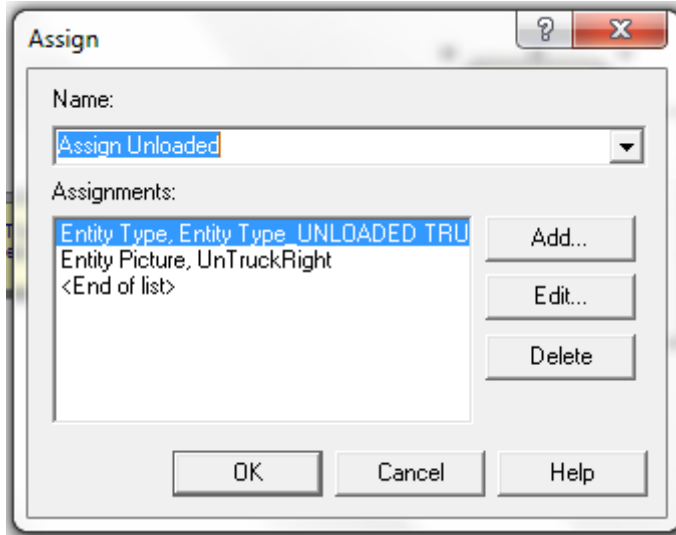 Assign
Name:
Assign Unloaded
Assignments:
Entity Type, Entity Type_UNLOADED TRU
Entity Picture, UnTruckRight
<End of list>
Add...
Edit...
Delete
OK
Cancel
Help